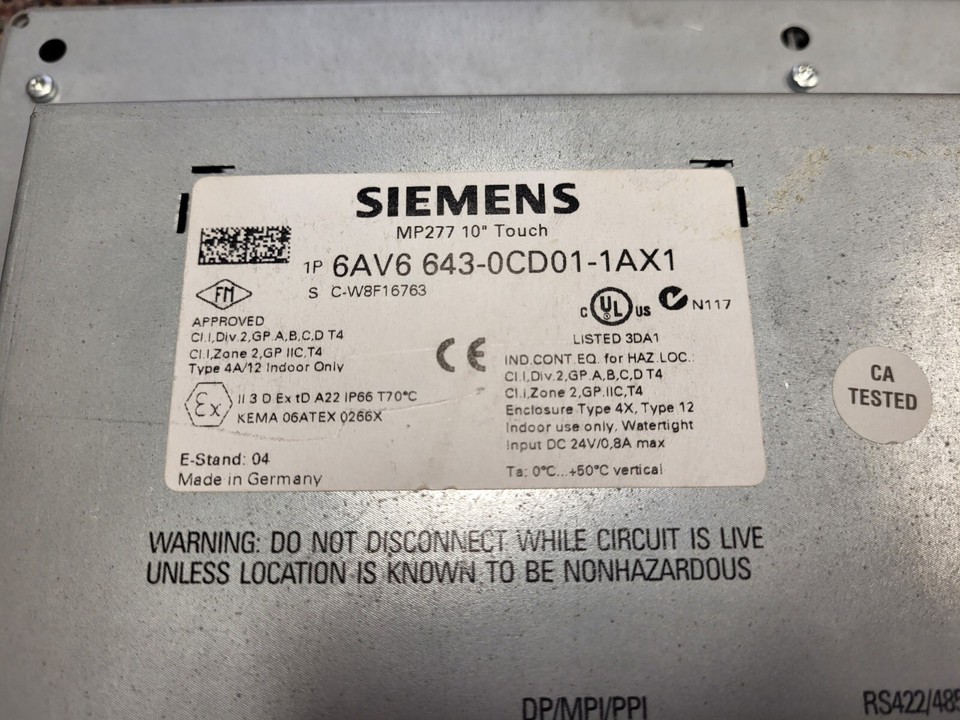 SIEMENS
MP277 10" Touch
1P 6AV6 643-0CD01-1AX1
S C-W8F16763
FM
APPROVED
Cl.I,Div.2,GP.A,B,C,D T4
Cl.I,Zone 2,GP IIC,T4
Type 4A/12 Indoor Only
CE
C UL US
N117
LISTED 3DA1
IND.CONT.EQ. for HAZ.LOC.:
Cl.I,Div.2,GP.A,B,C,D T4
Cl.I,Zone 2,GP.IIC,T4
Enclosure Type 4X, Type 12
Indoor use only, Watertight
Input DC 24V/0,8A max
Ta: 0°C...+50°C vertical
Ex
II 3 D Ex tD A22 IP66 T70°C
KEMA 06ATEX 0266X
E-Stand: 04
Made in Germany
CA
TESTED
WARNING: DO NOT DISCONNECT WHILE CIRCUIT IS LIVE
UNLESS LOCATION IS KNOWN TO BE NONHAZARDOUS
DP/MPI/PPI
RS422/485